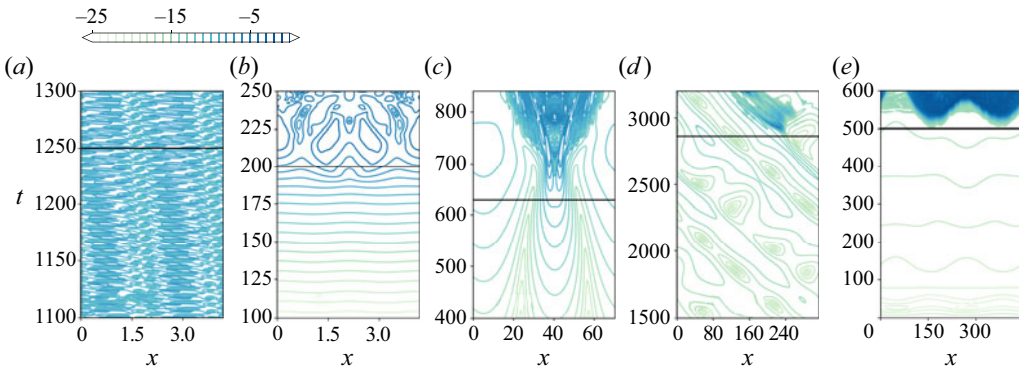 −25 −15 −5
(a) (b) (c) (d) (e)
1300 250 800 3000 600
1250 225 700 2500 500
1200 200 600 2000 400
1150 175 500 1500 300
1100 150 400 200
125 100
100
t
0 1.5 3.0 0 1.5 3.0 0 20 40 60 0 80 160 240 0 150 300
x x x x x